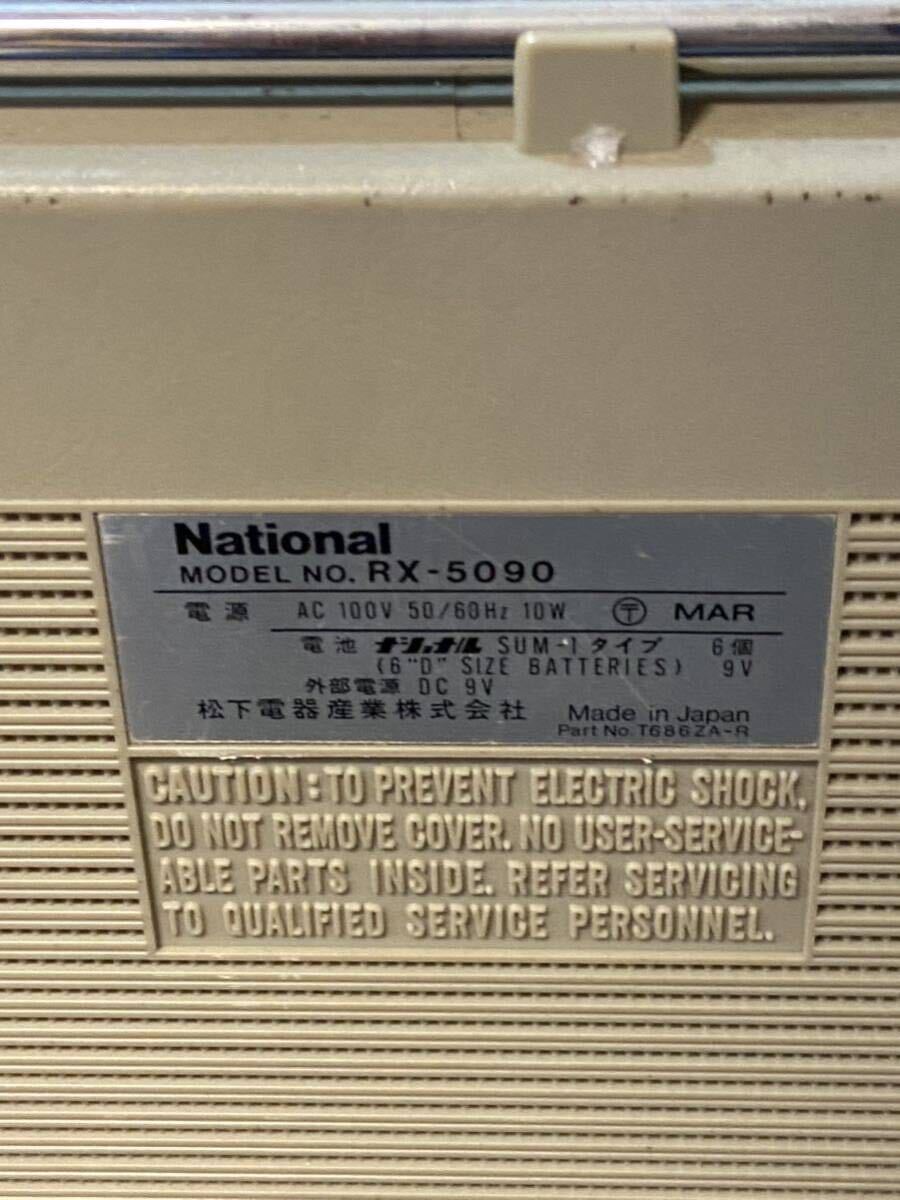 National
MODEL NO. RX-5090
電源 AC 100V 50/60Hz 10W 〶 MAR
電池 ナショナル SUM-1タイプ 6個
(6 "D" SIZE BATTERIES) 9V
外部電源 DC 9V
松下電器産業株式会社 Made in Japan
Part No. T686ZA-R
CAUTION: TO PREVENT ELECTRIC SHOCK,
DO NOT REMOVE COVER. NO USER-SERVICE-
ABLE PARTS INSIDE. REFER SERVICING
TO QUALIFIED SERVICE PERSONNEL.